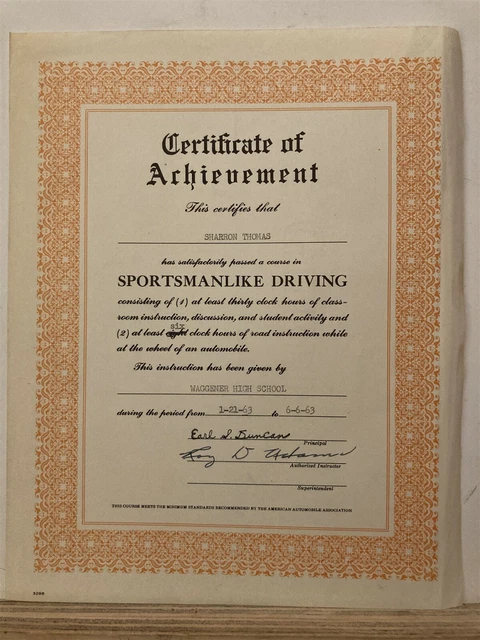 Certificate of
Achievement
This certifies that
SHARRON THOMAS
has satisfactorily passed a course in
SPORTSMANLIKE DRIVING
consisting of (1) at least thirty clock hours of class-
room instruction, discussion, and student activity and
six
(2) at least eight clock hours of road instruction while
at the wheel of an automobile.
This instruction has been given by
WAGGENER HIGH SCHOOL
during the period from 1-21-63 to 6-6-63
Earl S. Duncan
Principal
Roy D Adams
Authorized Instructor
Superintendent
THIS COURSE MEETS THE MINIMUM STANDARDS RECOMMENDED BY THE AMERICAN AUTOMOBILE ASSOCIATION